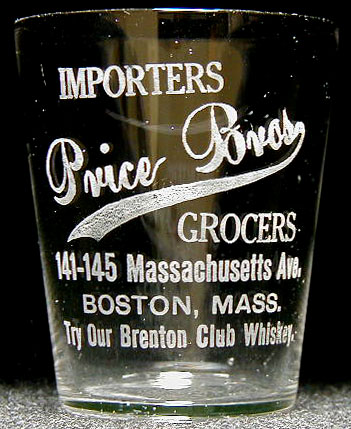 IMPORTERS
Price Bros
GROCERS
141-145 Massachusetts Ave.
BOSTON, MASS.
Try Our Brenton Club Whiskey.